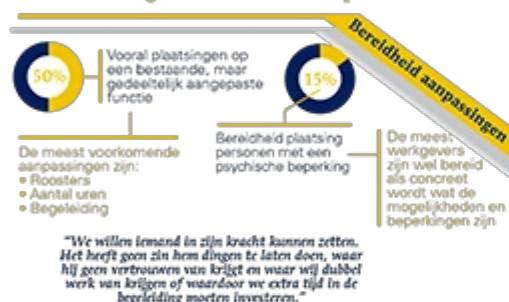 Bereidheid aanpassingen
50%
Vooral plaatsingen op
een bestaande, maar
gedeeltelijk aangepaste
functie
15%
De meest voorkomende
aanpassingen zijn:
• Roosters
• Aantal uren
• Begeleiding
Bereidheid plaatsing
personen met een
psychische beperking
De meest
werkgevers
zijn wel bereid
als concreet
wordt wat de
mogelijkheden en
beperkingen zijn
"We willen iemand in zijn kracht kunnen zetten.
Het heeft geen zin hem dingen te laten doen, waar
hij geen vertrouwen van krijgt en waar wij dubbel
werk van krijgen of waardoor we extra tijd in de
begeleiding moeten investeren."